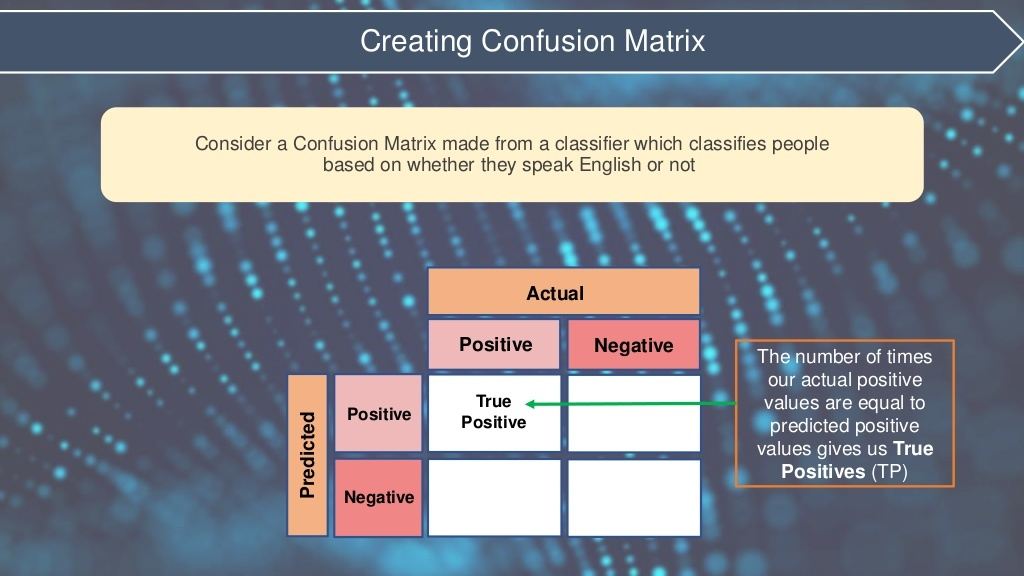 Creating Confusion Matrix
Consider a Confusion Matrix made from a classifier which classifies people
based on whether they speak English or not
Actual
Positive
Negative
Predicted
Positive
True
Positive
Negative
The number of times
our actual positive
values are equal to
predicted positive
values gives us True
Positives (TP)